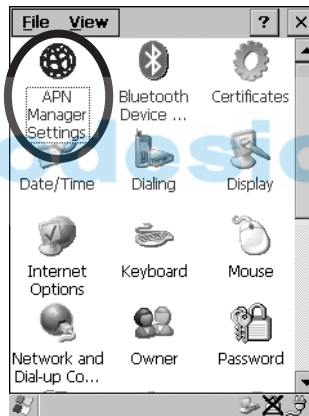 File View ? ×
APN Manager Settings
Bluetooth Device ...
Certificates
Date/Time
Dialing
Display
Internet Options
Keyboard
Mouse
Network and Dial-up Co...
Owner
Password